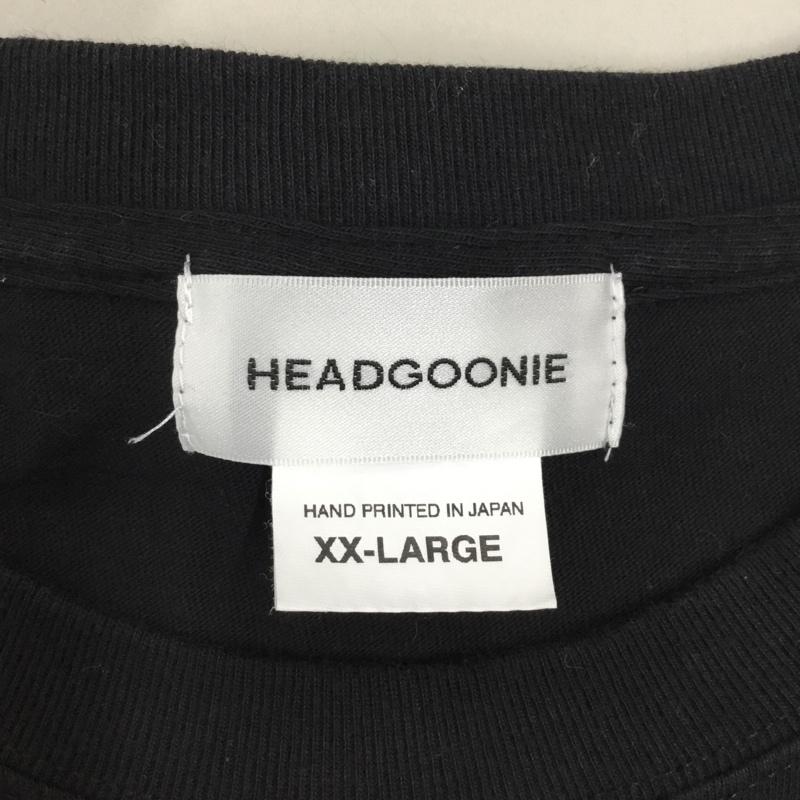 HEADGOONIE
HAND PRINTED IN JAPAN
XX-LARGE